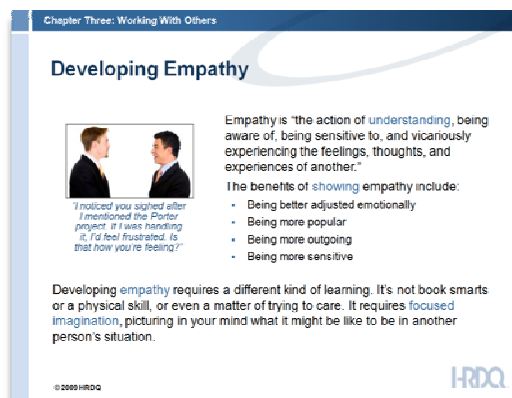 Chapter Three: Working With Others
Developing Empathy
Empathy is "the action of understanding, being
aware of, being sensitive to, and vicariously
experiencing the feelings, thoughts, and
experiences of another."
The benefits of showing empathy include:
• Being better adjusted emotionally
• Being more popular
• Being more outgoing
• Being more sensitive
"I noticed you sighed after
I mentioned the Porter
project. If I was handling
it, I'd feel frustrated. Is
that how you're feeling?"
Developing empathy requires a different kind of learning. It's not book smarts
or a physical skill, or even a matter of trying to care. It requires focused
imagination, picturing in your mind what it might be like to be in another
person's situation.
© 2009 HRDQ
HRDQ